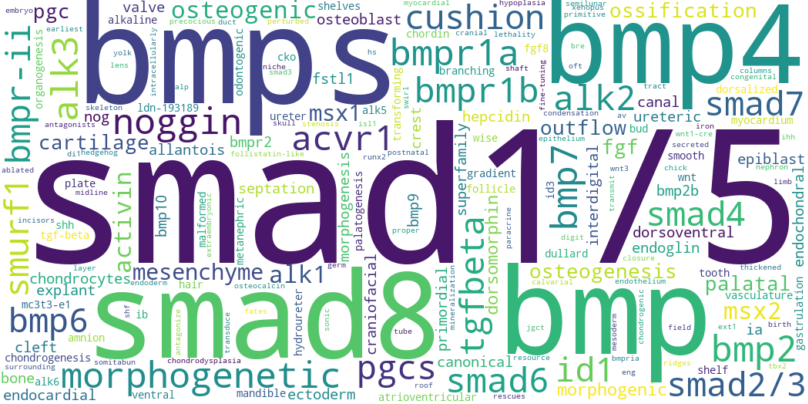 embryo
pgc
alkaline
precocious
duct
valve
osteogenic
shelves
osteoblast
myocardial
cushion
hypoplasia
semilunar
xenopus
primitive
ossification
perturbed
bmps
bmp4
earliest
organogenesis
bmpr-ii
alk3
yolk
lens
intracellularly
alp
odontogenic
niche
smad3
cko
hs
fstl1
chordin
cranial
lethality
fgf8
bmpr1a
branching
shaft
bre
oft
tract
columns
congenital
dorsalized
skeleton
antagonists
ldn-193189
nog
noggin
msx1
ureter
stenosis
alk5
isl1
transforming
swiri
bmpr1b
fine-tuning
alk2
canal
smad7
condensation
av
iron
myocardium
cartilage
bmpr2
acvr1
crest
hepcidin
outflow
ureteric
bud
wnt1-cre
ihh
hedgehog
allantois
follistatin-like
wise
fgf
epithelium
secreted
smooth
epiblast
ablated
plate
midline
skull
runx2
postnatal
superfamily
gradient
bmp7
id3
interdigital
wnt
wnt3
chick
nephron
limb
incisors
shh
tgf-beta
septation
palatogenesis
follicle
bmp2b
transmit
smad1/5
smurf1
activin
bmp10
malformed
extraembryonic
metanephric
morphogenesis
proper
bmp9
dorsomorphin
paracrine
digit
smad4
dorsoventral
endoglin
endochondral
layer
chondrocytes
explant
endoderm
mesenchyme
alk1
germ
craniofacial
tgfbeta
dullard
closure
osteogenesis
thickened
tooth
palatal
vasculature
gastrulation
mc3t3-e1
hair
osteocalcin
smad8
bmp
calvarial
endothelium
bmp6
shf
ib
antagonize
transduce
fates
hydroureter
sonic
tube
primordial
mineralization
jgct
chondrogenic
mesoderm
field
msx2
ext1
birth
ia
cleft
amnion
chondrogenesis
chondrodysplasia
somitabun
pgcs
canonical
resource
bmpria
bmp2
surrounding
bone
alk6
morphogenetic
roof
eng
smad6
id1
ridges
shelf
tbx2
smad2/3
endocardial
ventral
mandible
ectoderm
atrioventricular
rescues
morphogenic